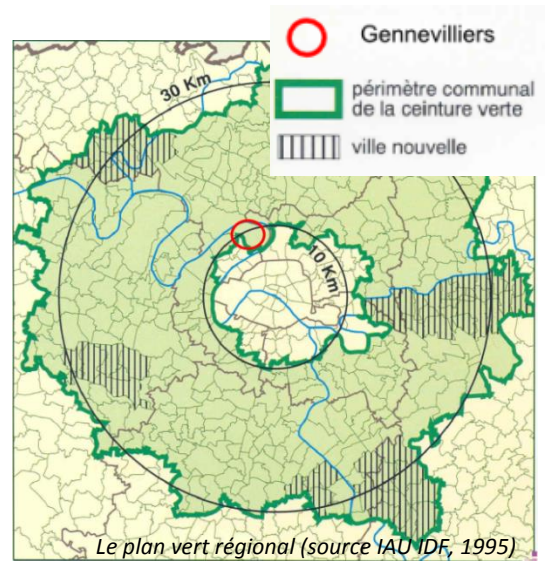 Gennevilliers
périmètre communal
de la ceinture verte
ville nouvelle
30 Km
10 Km
Le plan vert régional (source IAU IDF, 1995)